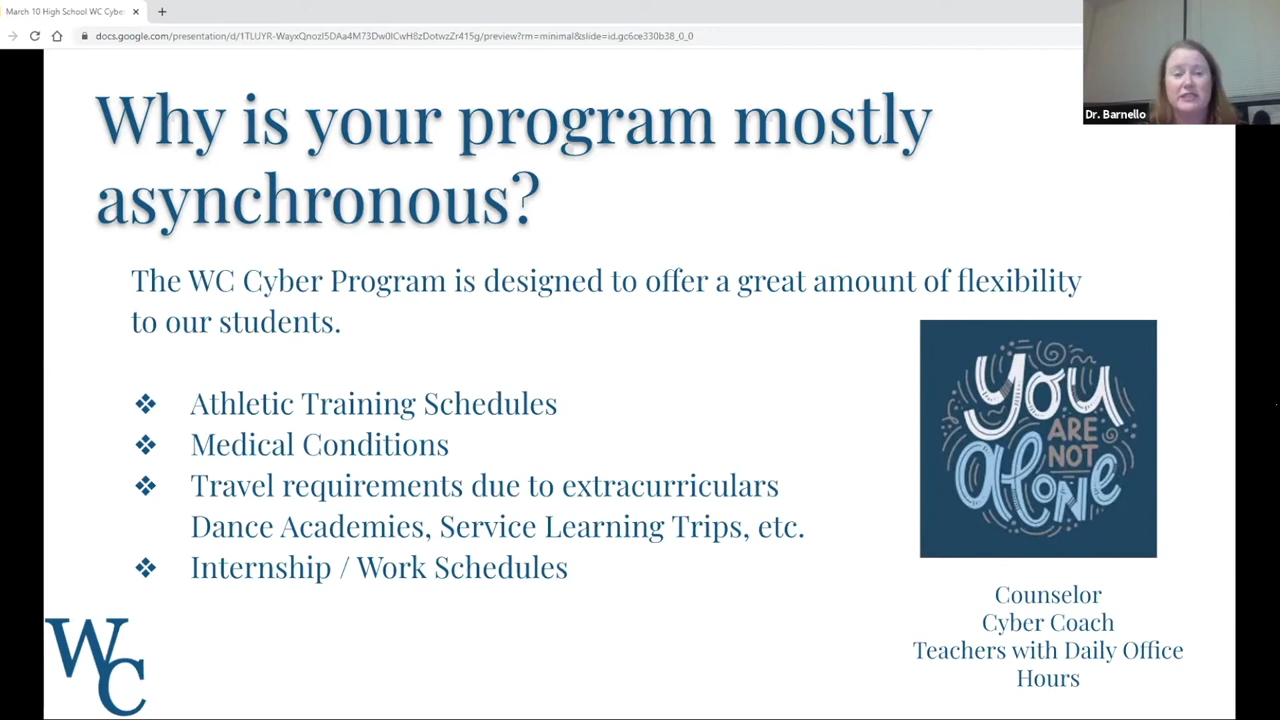 March 10 High School WC Cybe
docs.google.com/presentation/d/1TLUYR-WayxQnozI5DAa4M73Dw0ICwH8zDotwzZr415g/preview?rm=minimal&slide=id.gc6ce330b38_0_0
Dr. Barnello
Why is your program mostly
asynchronous?
The WC Cyber Program is designed to offer a great amount of flexibility
to our students.
❖ Athletic Training Schedules
❖ Medical Conditions
❖ Travel requirements due to extracurriculars
Dance Academies, Service Learning Trips, etc.
❖ Internship / Work Schedules
You
ARE
NOT
alone
Counselor
Cyber Coach
Teachers with Daily Office
Hours
WC